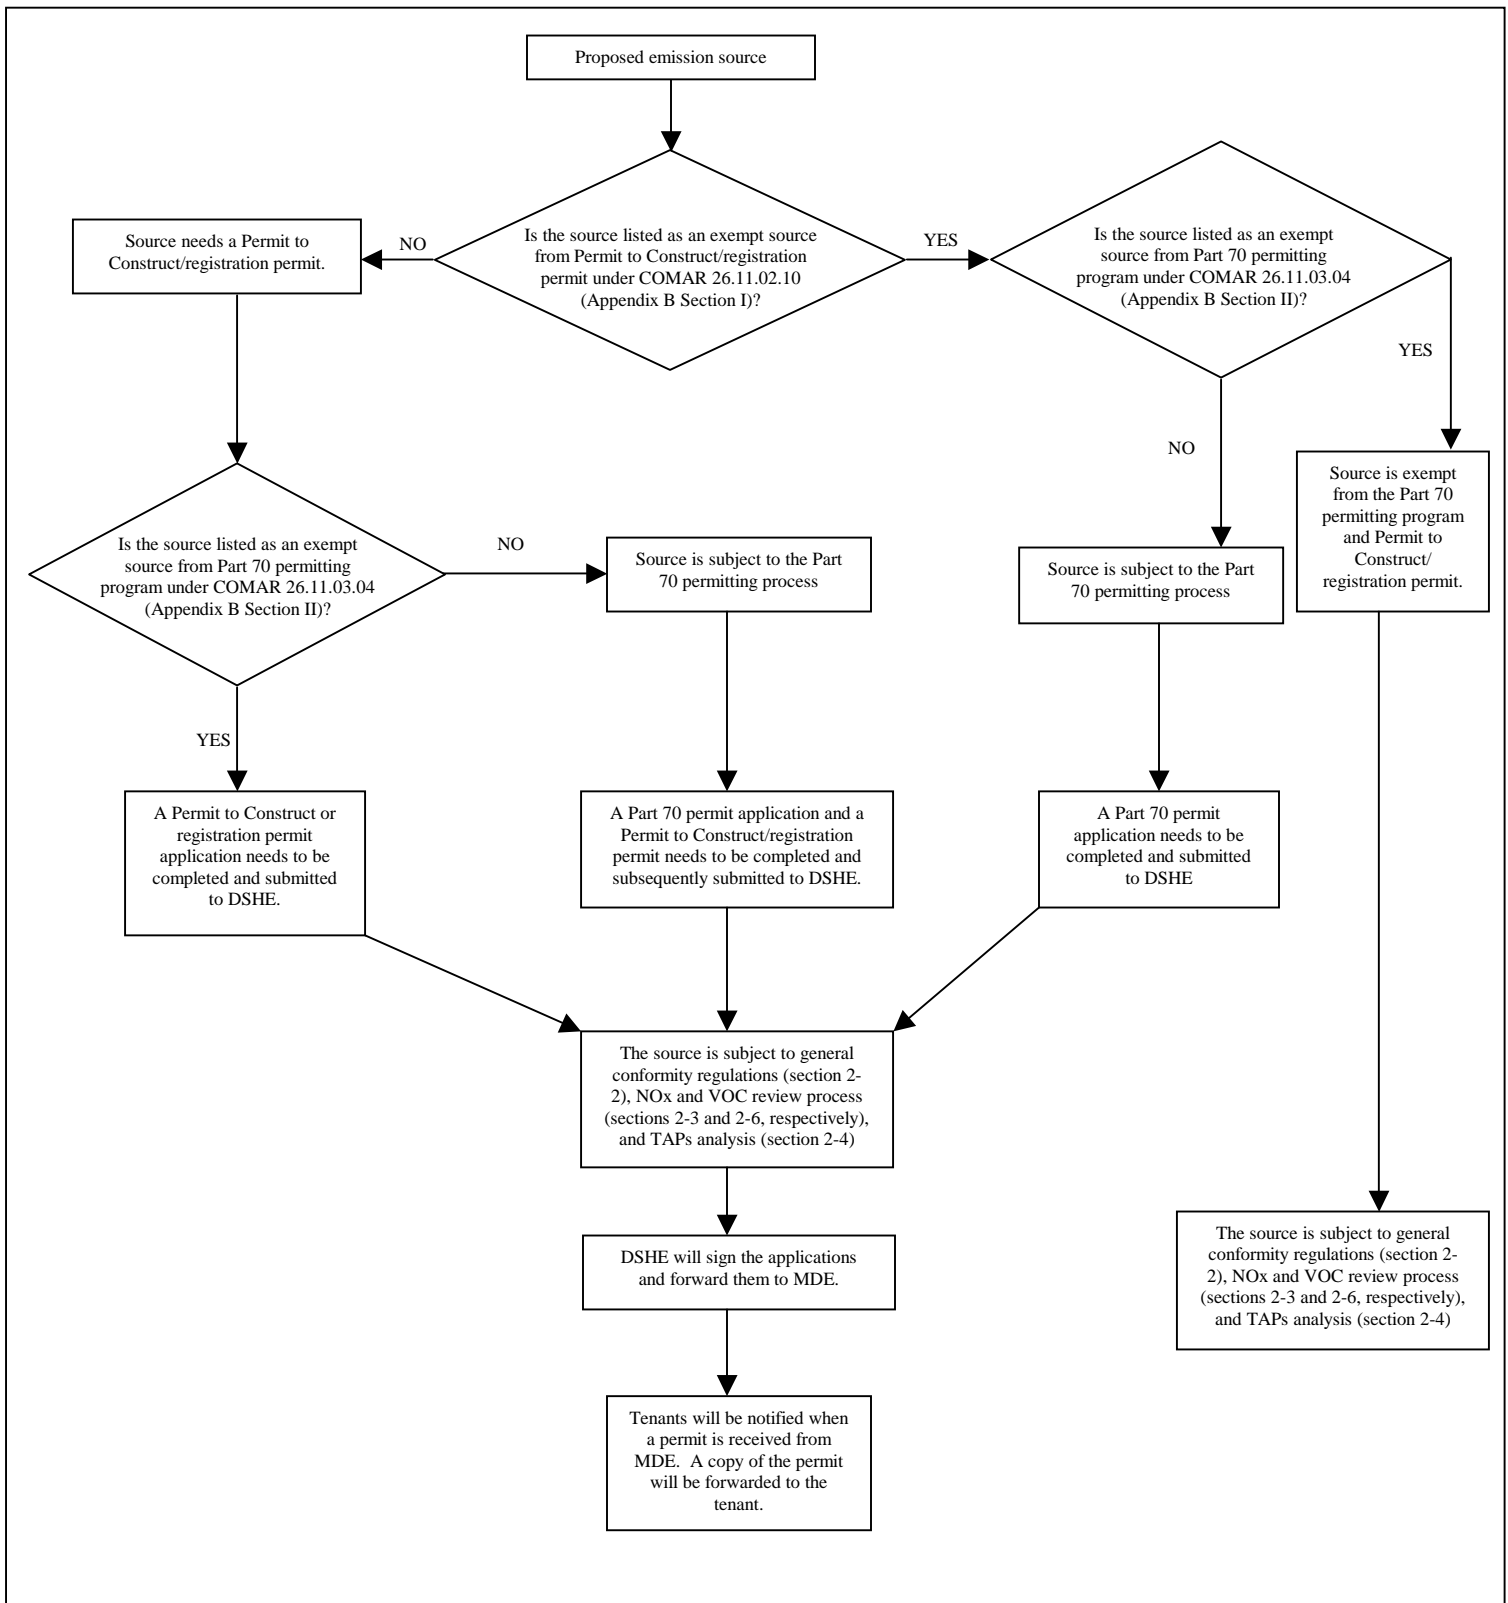 Proposed emission source
Is the source listed as an exempt source
from Permit to Construct/registration
permit under COMAR 26.11.02.10
(Appendix B Section I)?
NO
YES
Source needs a Permit to
Construct/registration permit.
Is the source listed as an exempt
source from Part 70 permitting
program under COMAR 26.11.03.04
(Appendix B Section II)?
YES
NO
Source is exempt
from the Part 70
permitting program
and Permit to
Construct/
registration permit.
Is the source listed as an exempt
source from Part 70 permitting
program under COMAR 26.11.03.04
(Appendix B Section II)?
NO
Source is subject to the Part
70 permitting process
Source is subject to the Part
70 permitting process
YES
A Permit to Construct or
registration permit
application needs to be
completed and submitted
to DSHE.
A Part 70 permit application and a
Permit to Construct/registration
permit needs to be completed and
subsequently submitted to DSHE.
A Part 70 permit
application needs to be
completed and submitted
to DSHE
The source is subject to general
conformity regulations (section 2-
2), NOx and VOC review process
(sections 2-3 and 2-6, respectively),
and TAPs analysis (section 2-4)
DSHE will sign the applications
and forward them to MDE.
The source is subject to general
conformity regulations (section 2-
2), NOx and VOC review process
(sections 2-3 and 2-6, respectively),
and TAPs analysis (section 2-4)
Tenants will be notified when
a permit is received from
MDE.  A copy of the permit
will be forwarded to the
tenant.